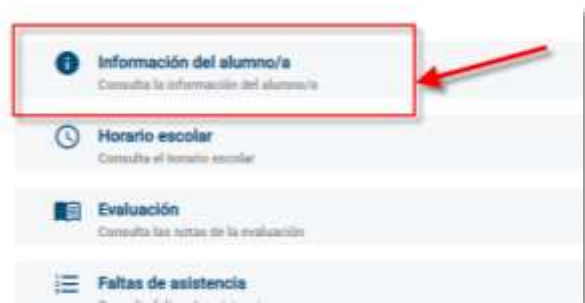 Información del alumno/a
Consulta la información del alumno/a
Horario escolar
Consulta el horario escolar
Evaluación
Consulta las notas de la evaluación
Faltas de asistencia